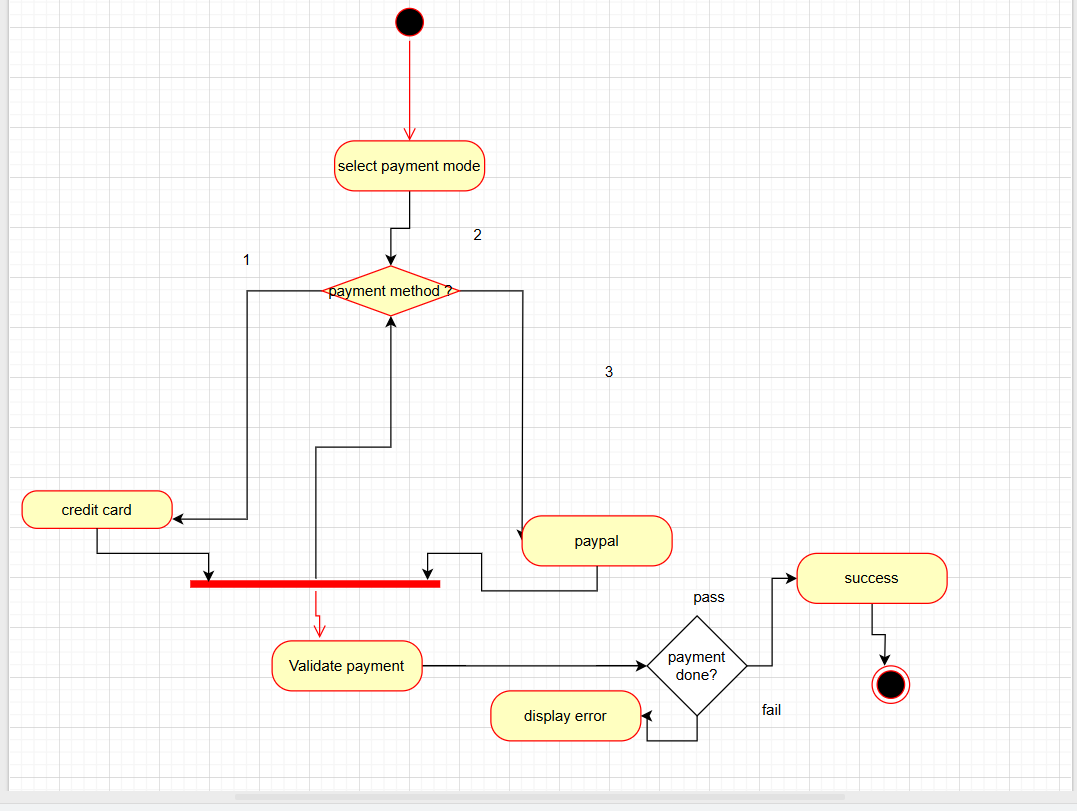 select payment mode
2
1
payment method ?
3
credit card
paypal
success
pass
payment
done?
Validate payment
fail
display error